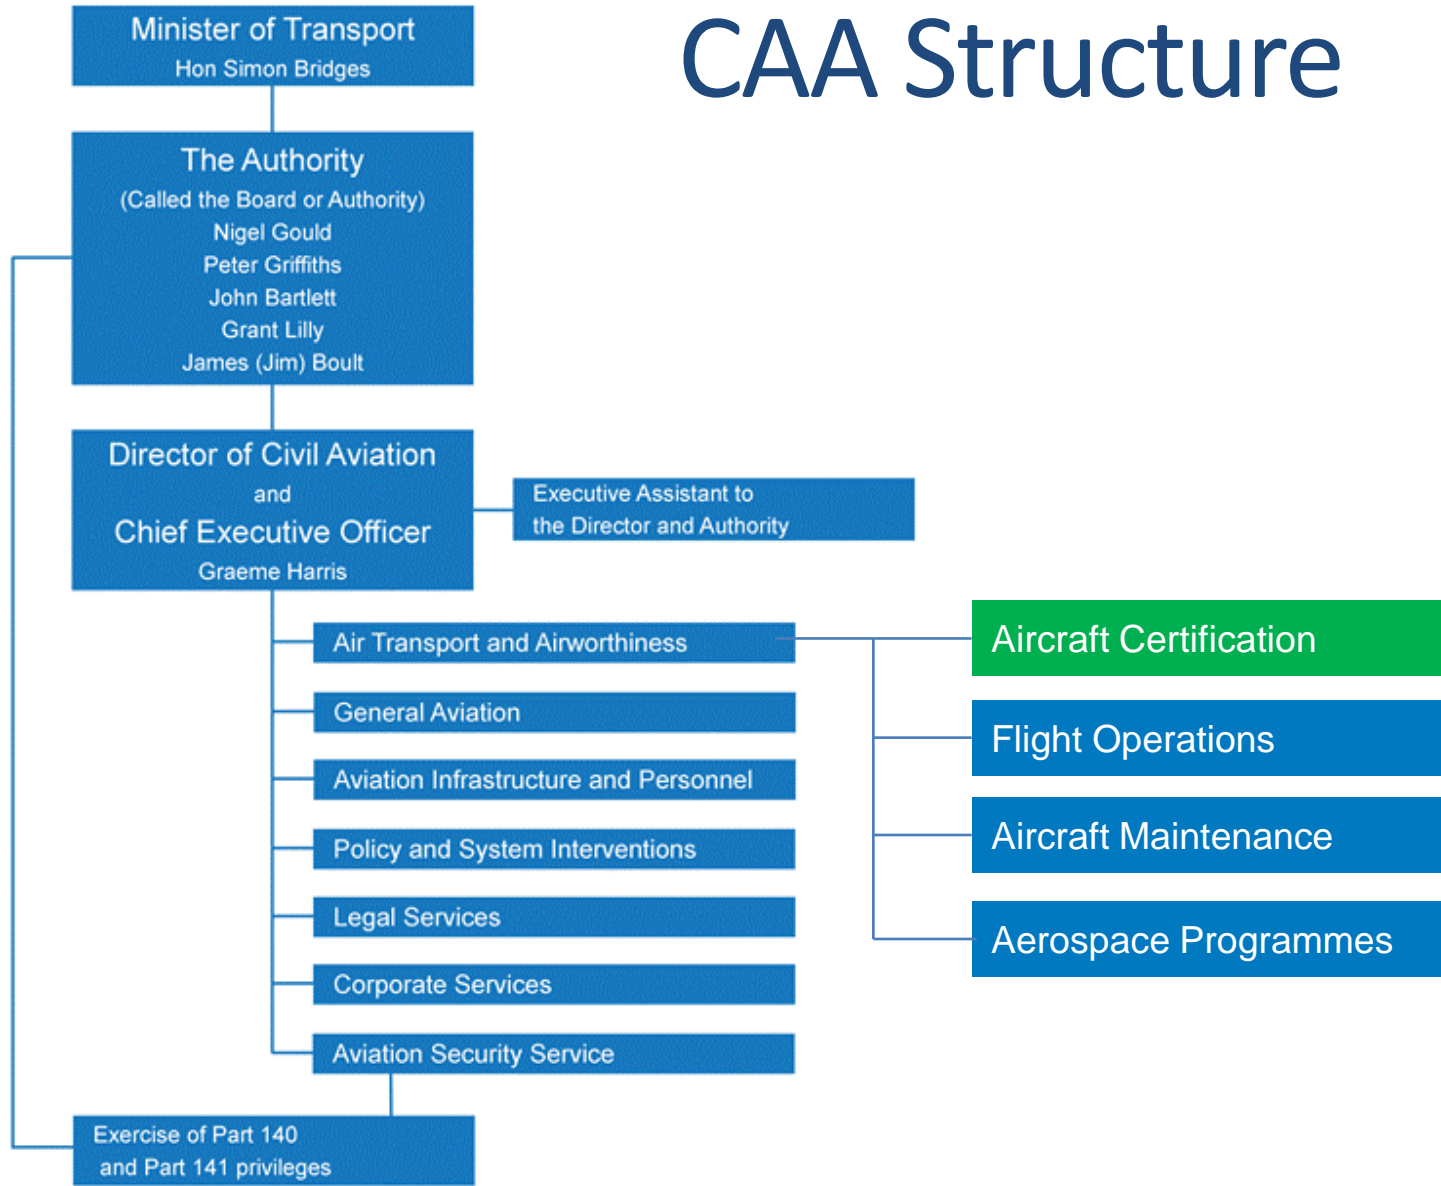 CAA Structure
Minister of Transport
Hon Simon Bridges
The Authority
(Called the Board or Authority)
Nigel Gould
Peter Griffiths
John Bartlett
Grant Lilly
James (Jim) Boult
Director of Civil Aviation
and
Chief Executive Officer
Graeme Harris
Executive Assistant to
the Director and Authority
Air Transport and Airworthiness
General Aviation
Aviation Infrastructure and Personnel
Policy and System Interventions
Legal Services
Corporate Services
Aviation Security Service
Exercise of Part 140
and Part 141 privileges
Aircraft Certification
Flight Operations
Aircraft Maintenance
Aerospace Programmes